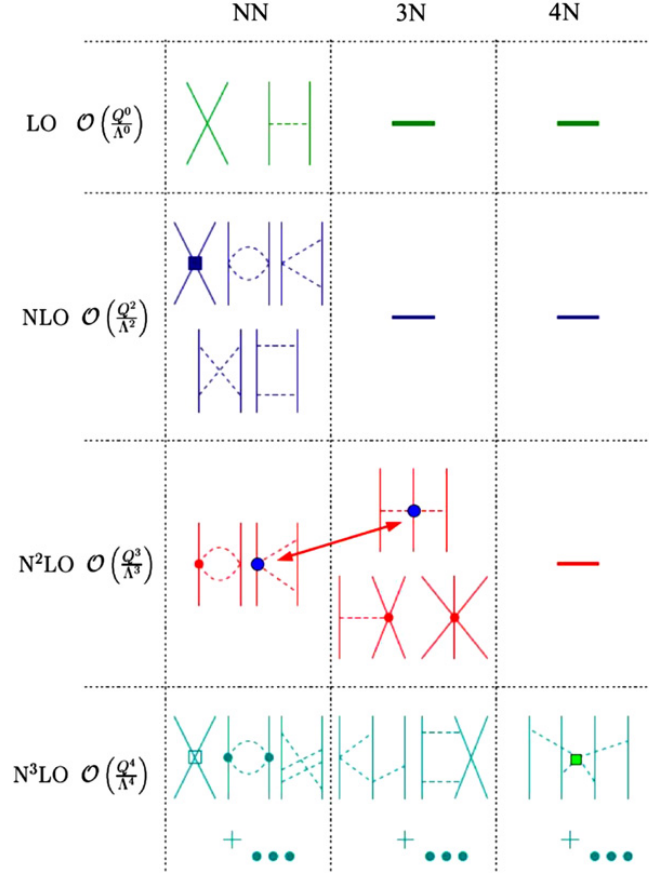 NN 3N 4N
LO 𝒪(Q⁰/Λ⁰)
NLO 𝒪(Q²/Λ²)
N²LO 𝒪(Q³/Λ³)
N³LO 𝒪(Q⁴/Λ⁴)
+ ••• + ••• + •••